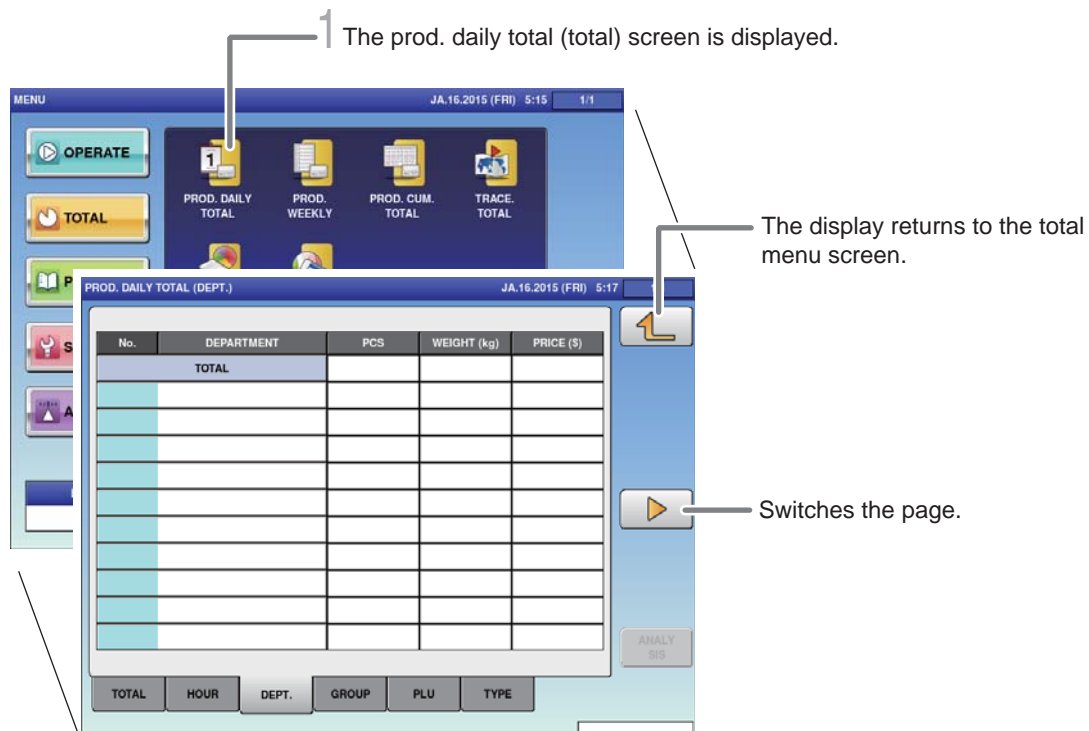 1 The prod. daily total (total) screen is displayed.
MENU JA.16.2015 (FRI) 5:15 1/1
OPERATE
PROD. DAILY TOTAL
PROD. WEEKLY
PROD. CUM. TOTAL
TRACE. TOTAL
TOTAL
The display returns to the total
menu screen.
P
PROD. DAILY TOTAL (DEPT.) JA.16.2015 (FRI) 5:17
S
No. DEPARTMENT PCS WEIGHT (kg) PRICE ($)
TOTAL
A
Switches the page.
ANALY
SIS
TOTAL HOUR DEPT. GROUP PLU TYPE